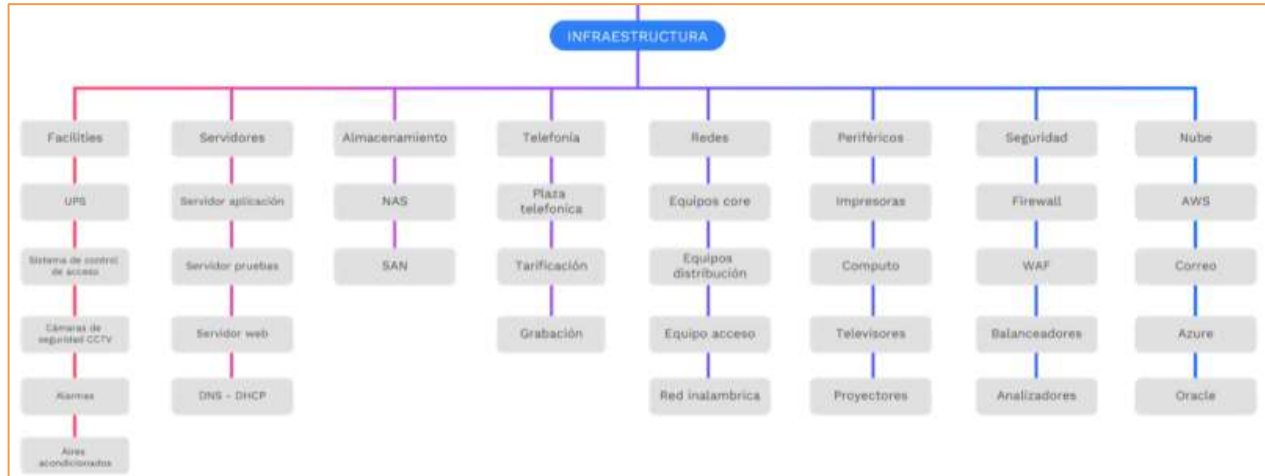 INFRAESTRUCTURA
Facilities
Servidores
Almacenamiento
Telefonía
Redes
Periféricos
Seguridad
Nube
UPS
Servidor aplicación
NAS
Plaza
telefonica
Equipos core
Impresoras
Firewall
AWS
Sistema de control
de acceso
Servidor pruebas
SAN
Tarificación
Equipos
distribución
Computo
WAF
Correo
Cámaras de
seguridad CCTV
Servidor web
Grabación
Equipo acceso
Televisores
Balanceadores
Azure
Alarmas
DNS - DHCP
Red inalambrica
Proyectores
Analizadores
Oracle
Aires
acondicionados